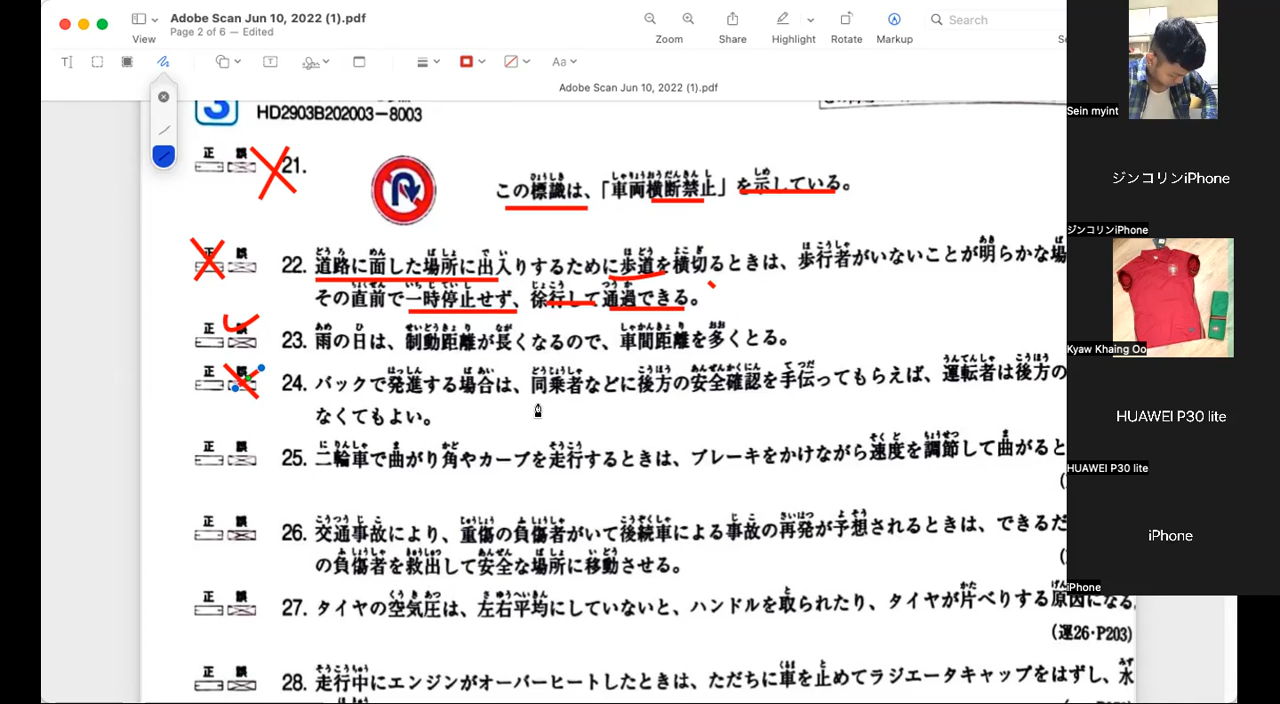 Adobe Scan Jun 10, 2022 (1).pdf
Page 2 of 6 — Edited
View
Zoom
Share
Highlight
Rotate
Markup
Search
Adobe Scan Jun 10, 2022 (1).pdf
3
HD2903B202003－8003
正 誤
21.
この標識は、「車両横断禁止」を示している。
正 誤
22. 道路に面した場所に出入りするために歩道を横切るときは、歩行者がいないことが明らかな場
その直前で一時停止せず、徐行して通過できる。
正 誤
23. 雨の日は、制動距離が長くなるので、車間距離を多くとる。
正 誤
24. バックで発進する場合は、同乗者などに後方の安全確認を手伝ってもらえば、運転者は後方の
なくてもよい。
正 誤
25. 二輪車で曲がり角やカーブを走行するときは、ブレーキをかけながら速度を調節して曲がると
正 誤
26. 交通事故により、重傷の負傷者がいて後続車による事故の再発が予想されるときは、できるだ
の負傷者を救出して安全な場所に移動させる。
正 誤
27. タイヤの空気圧は、左右平均にしていないと、ハンドルを取られたり、タイヤが片べりする原因になる。
(運26・P203)
正 誤
28. 走行中にエンジンがオーバーヒートしたときは、ただちに車を止めてラジエータキャップをはずし、水
Sein myint
ジンコリンiPhone
ジンコリンiPhone
Kyaw Khaing Oo
HUAWEI P30 lite
HUAWEI P30 lite
iPhone
iPhone